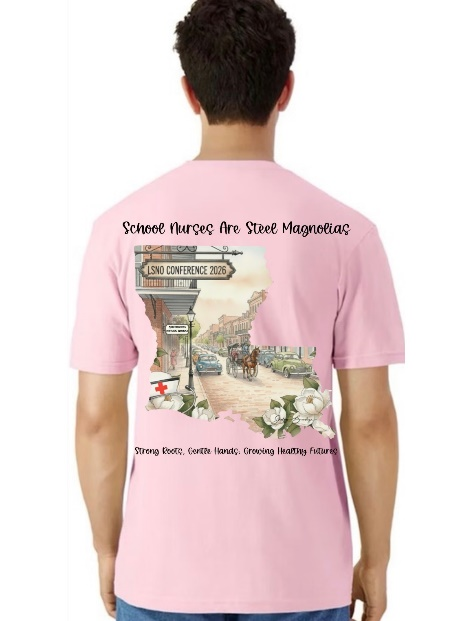 School Nurses Are Steel Magnolias
LSNO CONFERENCE 2026
Strong Roots, Gentle Hands: Growing Healthy Futures